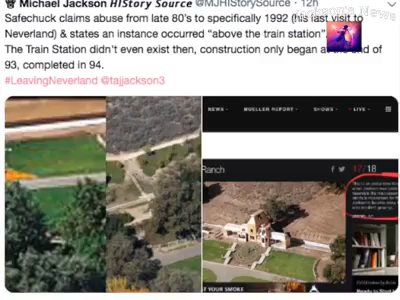 Michael Jackson HIStory Source @MJHIStorySource · 12h
Safechuck claims abuse from late 80's to specifically 1992 (his last visit to
Neverland) & states an instance occurred "above the train station"
The Train Station didn't even exist then, construction only began at the end of
93, completed in 94.
#LeavingNeverland @tajjackson3
NEWS MUELLER REPORT SHOWS LIVE
Ranch
17/18
T YOUR SMOKE